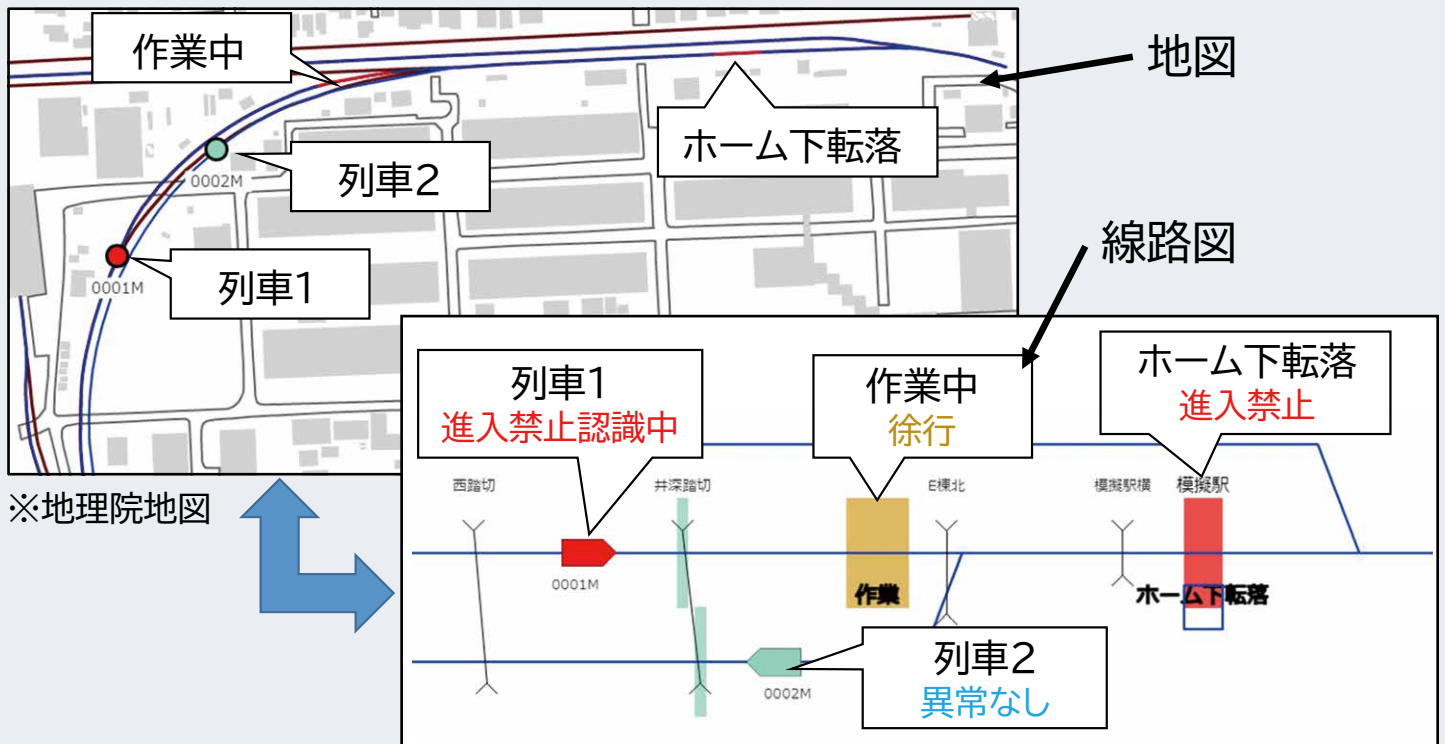 作業中
地図
ホーム下転落
列車2
0002M
列車1
0001M
線路図
※地理院地図
列車1
進入禁止認識中
作業中
徐行
ホーム下転落
進入禁止
西踏切
井深踏切
E棟北
模擬駅横
模擬駅
0001M
作業
ホーム下転落
列車2
異常なし
0002M